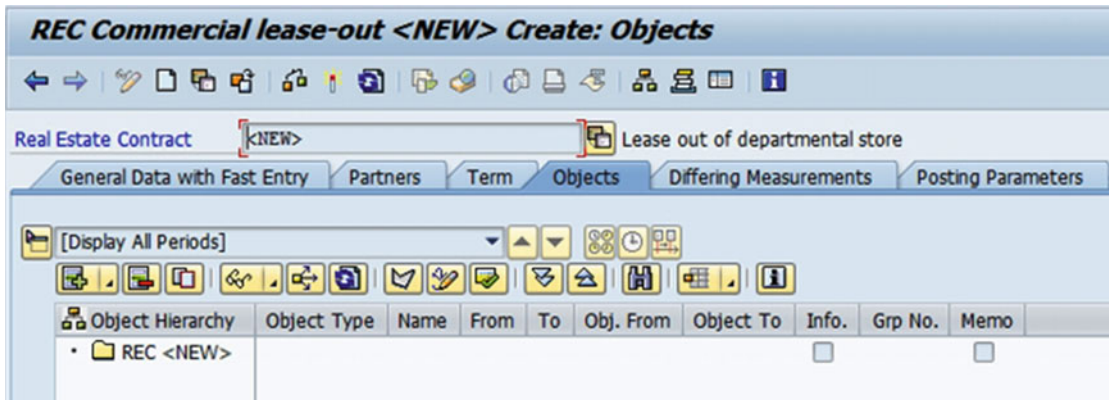 REC Commercial lease-out <NEW> Create: Objects
Real Estate Contract <NEW> Lease out of departmental store
General Data with Fast Entry Partners Term Objects Differing Measurements Posting Parameters
[Display All Periods]
Object Hierarchy Object Type Name From To Obj. From Object To Info. Grp No. Memo
REC <NEW>